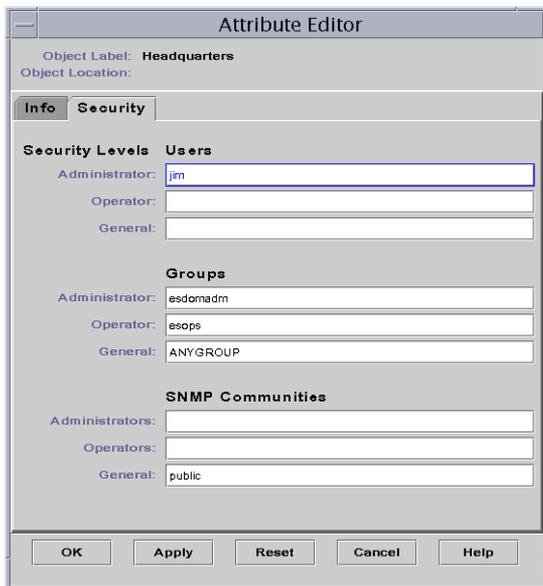 Attribute Editor
Object Label: Headquarters
Object Location:
Info Security
Security Levels Users
Administrator: jim
Operator:
General:
Groups
Administrator: esdomadm
Operator: esops
General: ANYGROUP
SNMP Communities
Administrators:
Operators:
General: public
OK Apply Reset Cancel Help